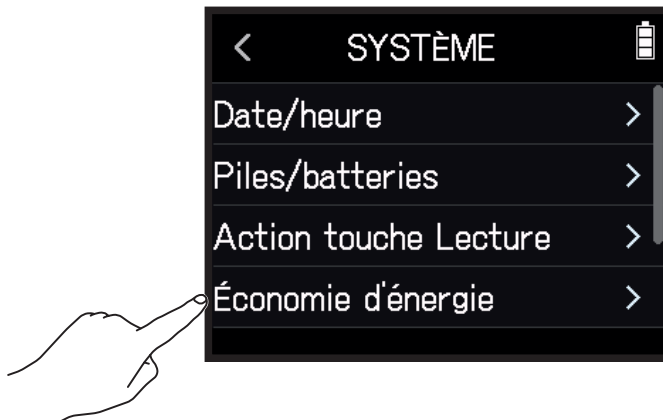 SYSTÈME
Date/heure
Piles/batteries
Action touche Lecture
Économie d'énergie